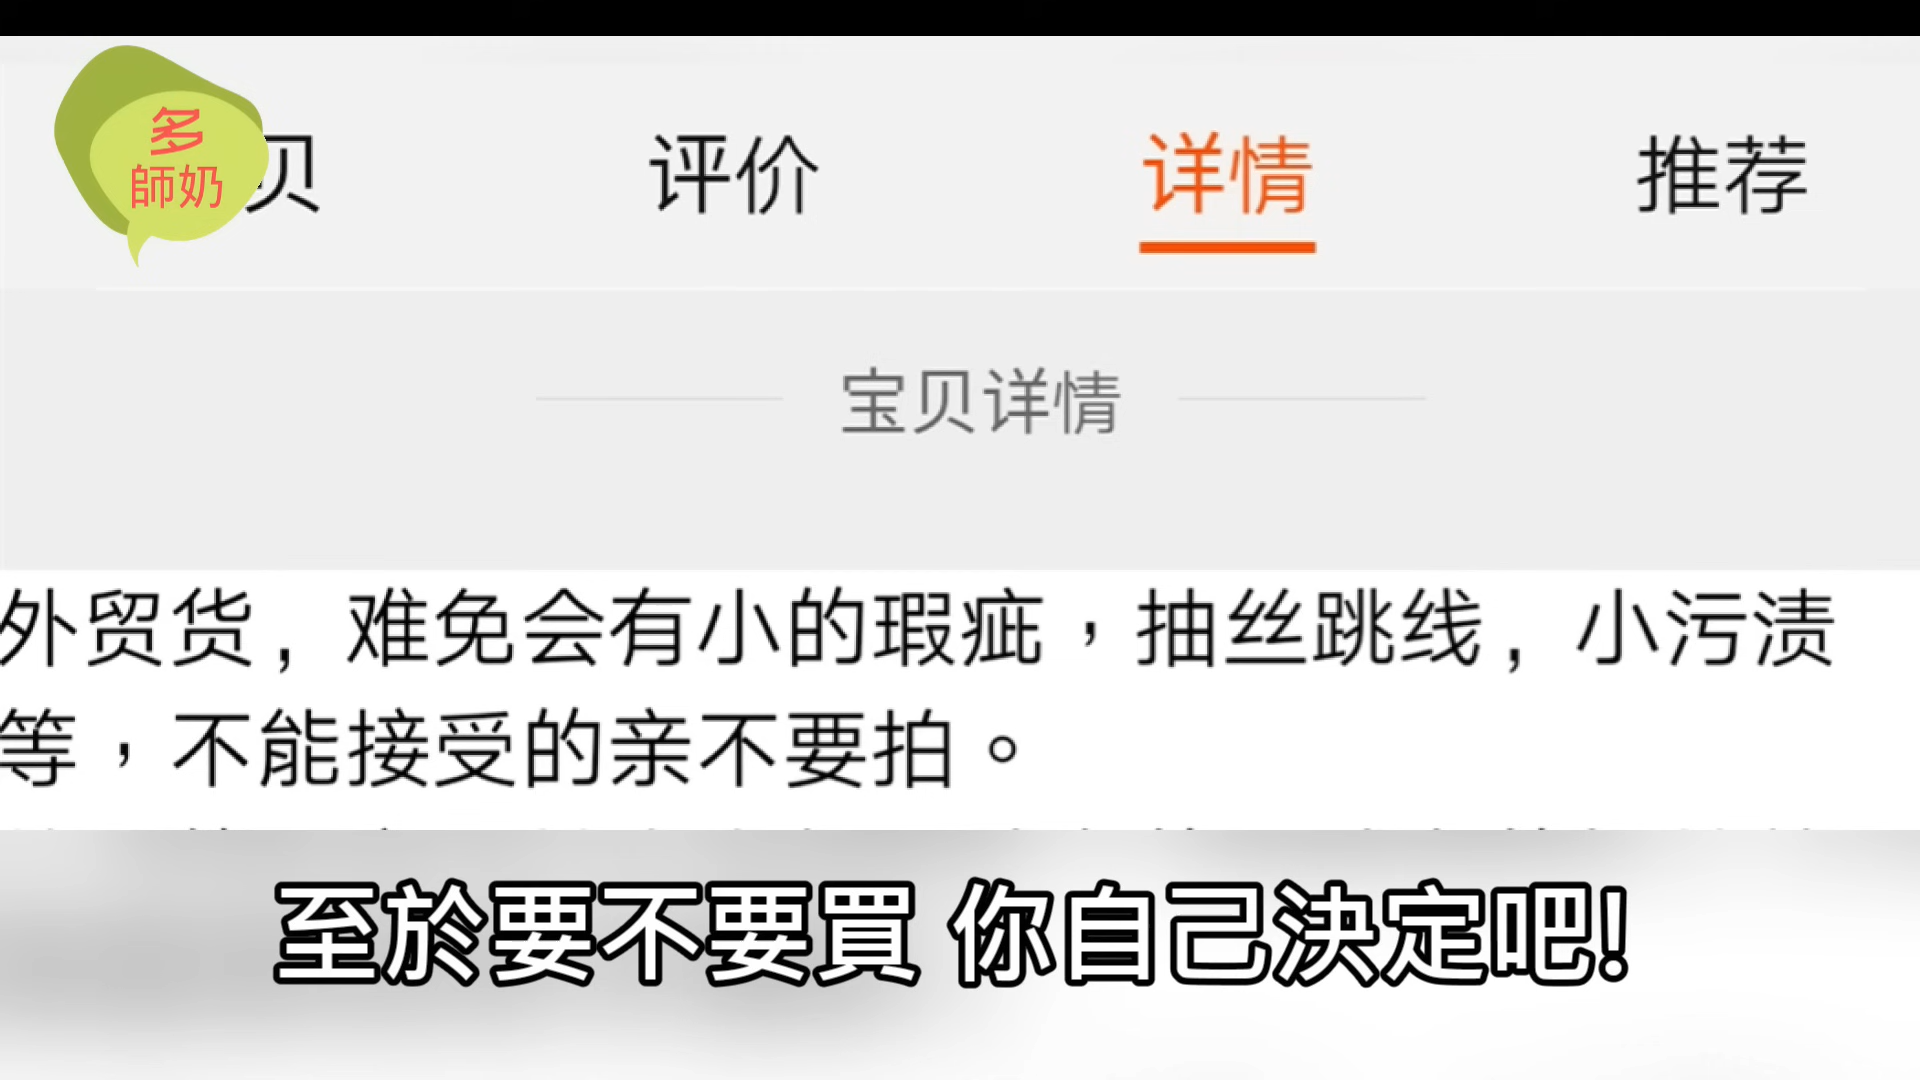 多
師奶
贝
评价
详情
推荐
宝贝详情
外贸货，难免会有小的瑕疵，抽丝跳线，小污渍
等，不能接受的亲不要拍。
至於要不要買 你自己決定吧!